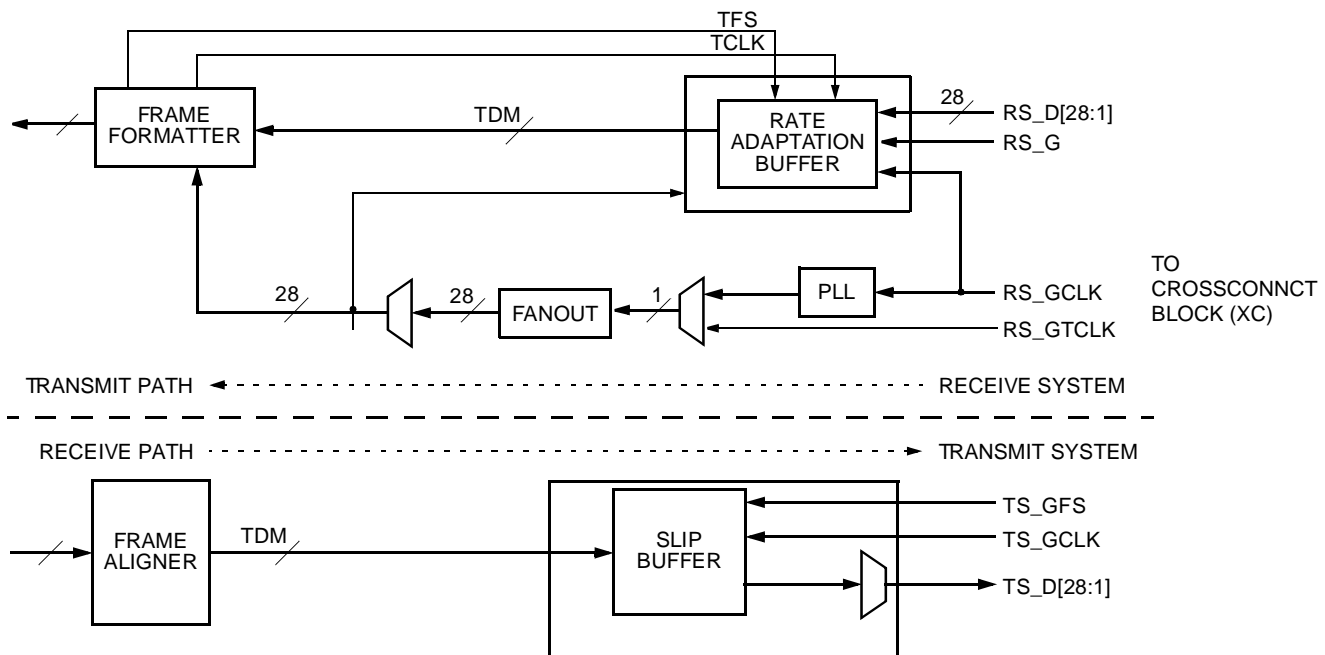 TFS
TCLK
FRAME
FORMATTER
TDM
RATE
ADAPTATION
BUFFER
28
RS_D[28:1]
RS_G
28
28
FANOUT
1
PLL
RS_GCLK
RS_GTCLK
TO
CROSSCONNCT
BLOCK (XC)
TRANSMIT PATH
RECEIVE SYSTEM
RECEIVE PATH
TRANSMIT SYSTEM
FRAME
ALIGNER
TDM
SLIP
BUFFER
TS_GFS
TS_GCLK
TS_D[28:1]